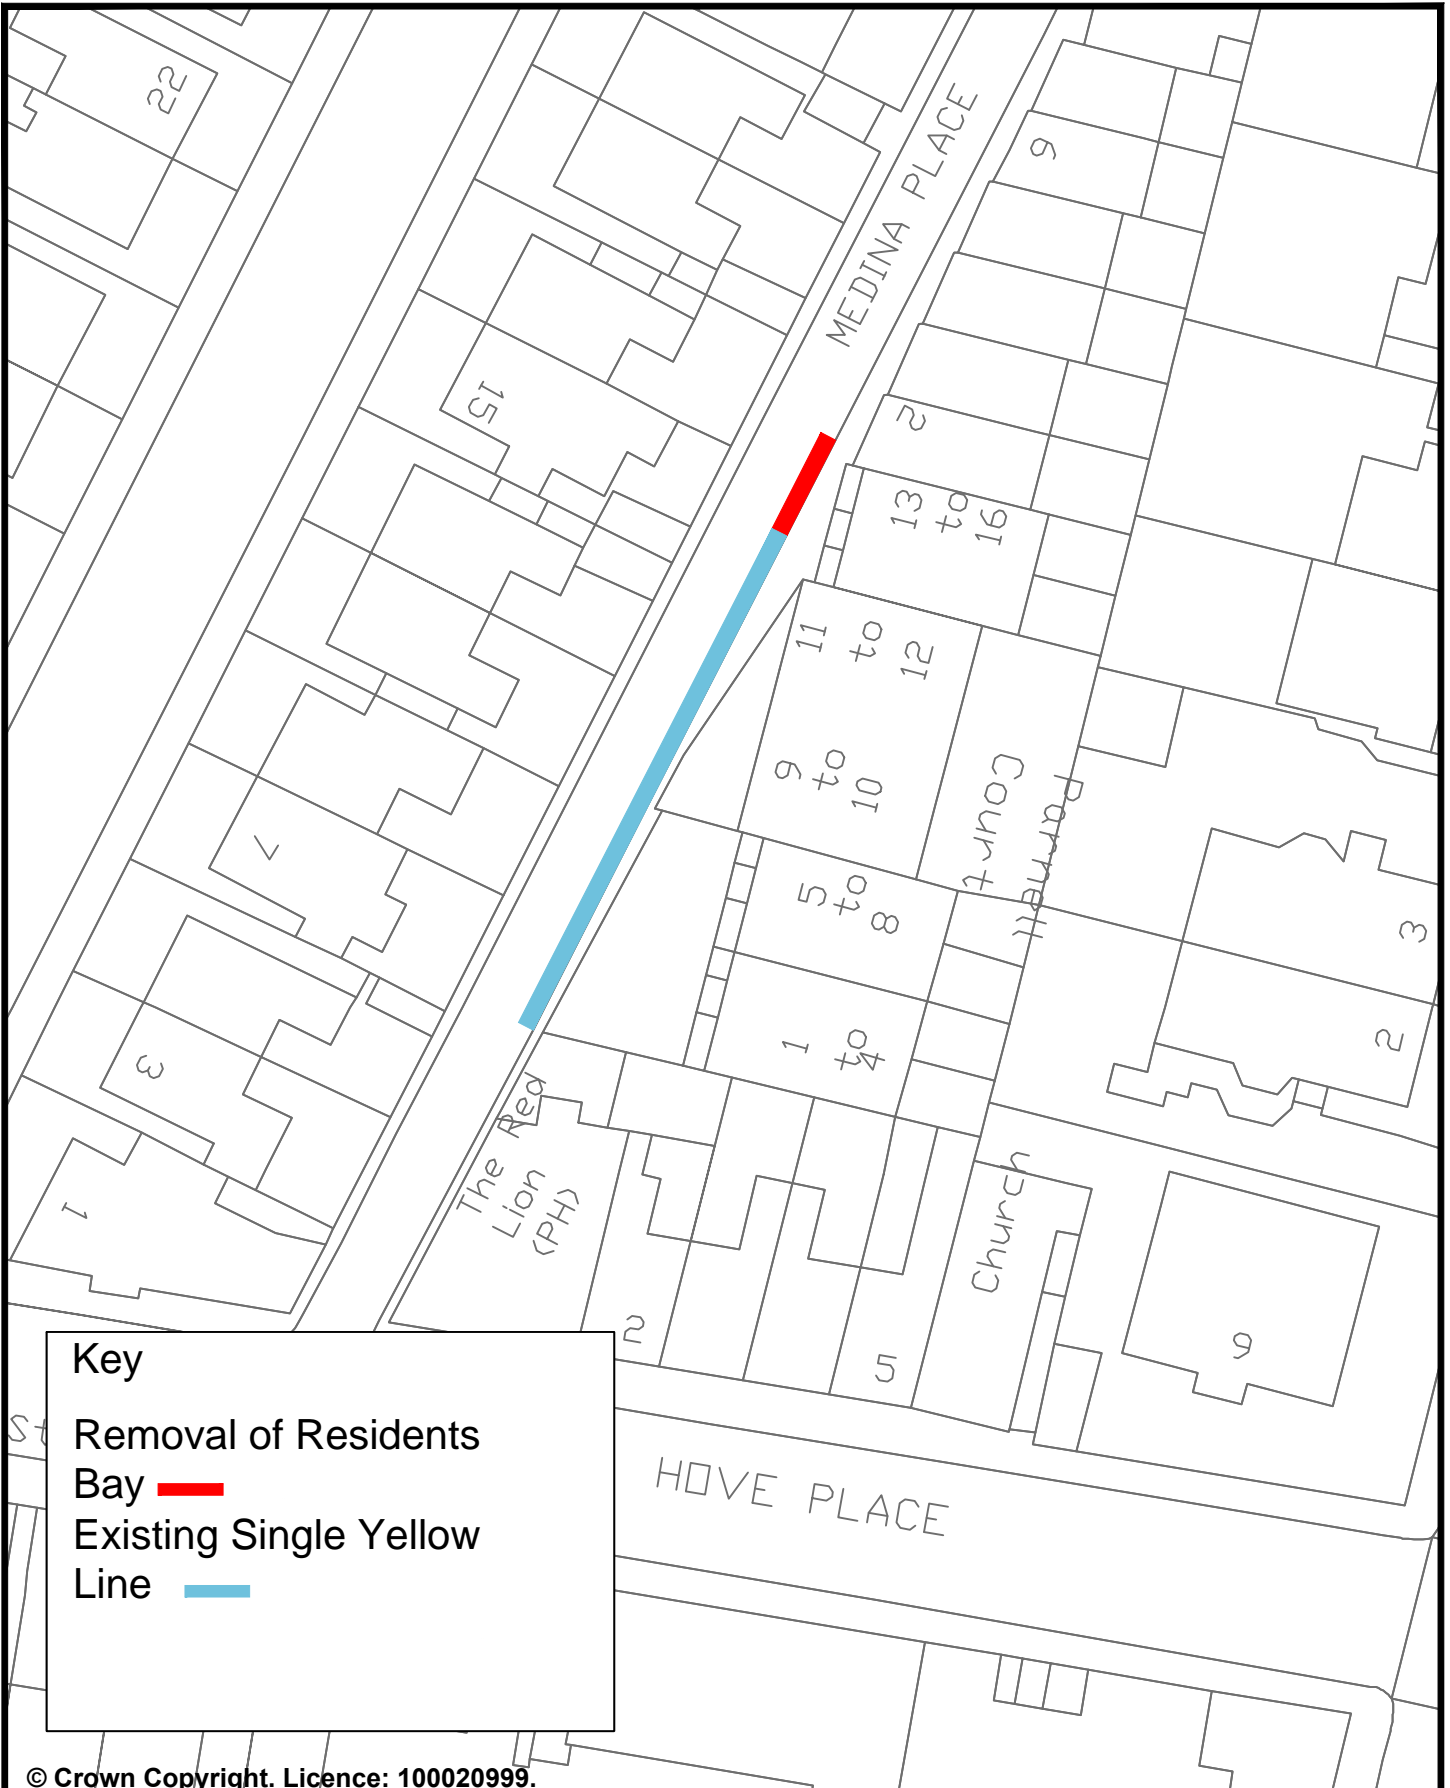 22
MEDINA PLACE
9
15
2
13
to
16
11
to
12
9
to
10
Court
Parnell
7
5
to
8
3
1
to
4
3
2
The Red
Lion
(PH)
1
Church
2
5
9
HOVE PLACE
St
Key
Removal of Residents
Bay
Existing Single Yellow
Line
© Crown Copyright. Licence: 100020999.